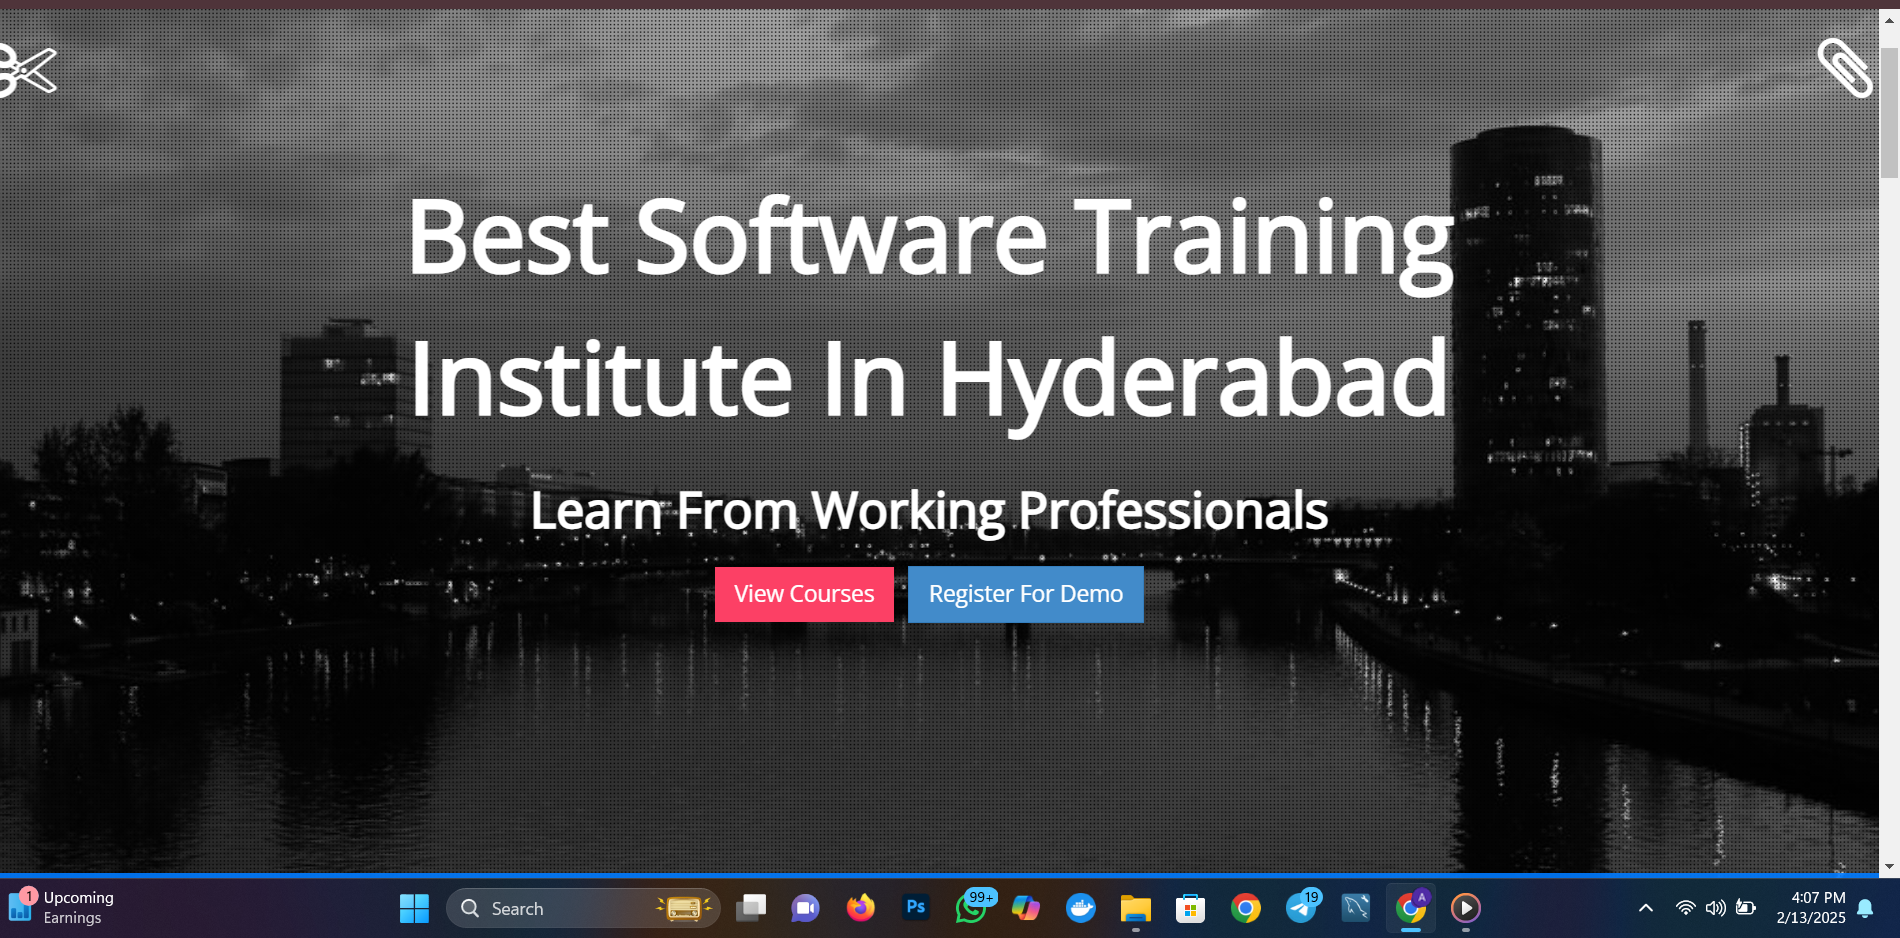 Best Software Training
Institute In Hyderabad
Learn From Working Professionals
View Courses
Register For Demo
1
Upcoming
Earnings
Search
Ps
99+
19
A
4:07 PM
2/13/2025